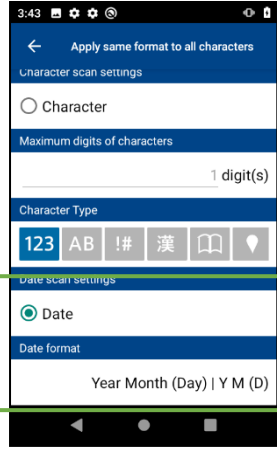 3:43
Apply same format to all characters
Character scan settings
Character
Maximum digits of characters
1 digit(s)
Character Type
123 AB !# 漢
Date scan settings
Date
Date format
Year Month (Day) | Y M (D)